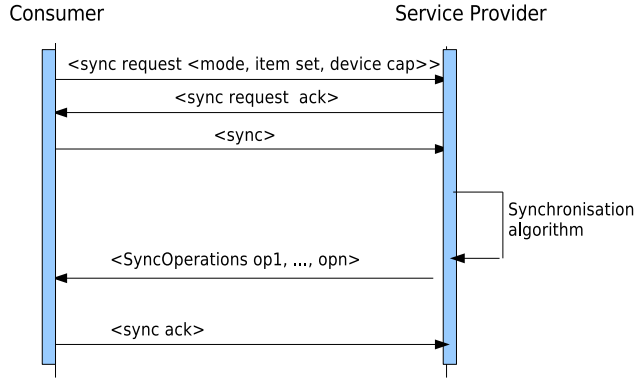 Consumer
Service Provider
<sync request <mode, item set, device cap>>
<sync request  ack>
<sync>
Synchronisation
algorithm
<SyncOperations op1, ..., opn>
<sync ack>